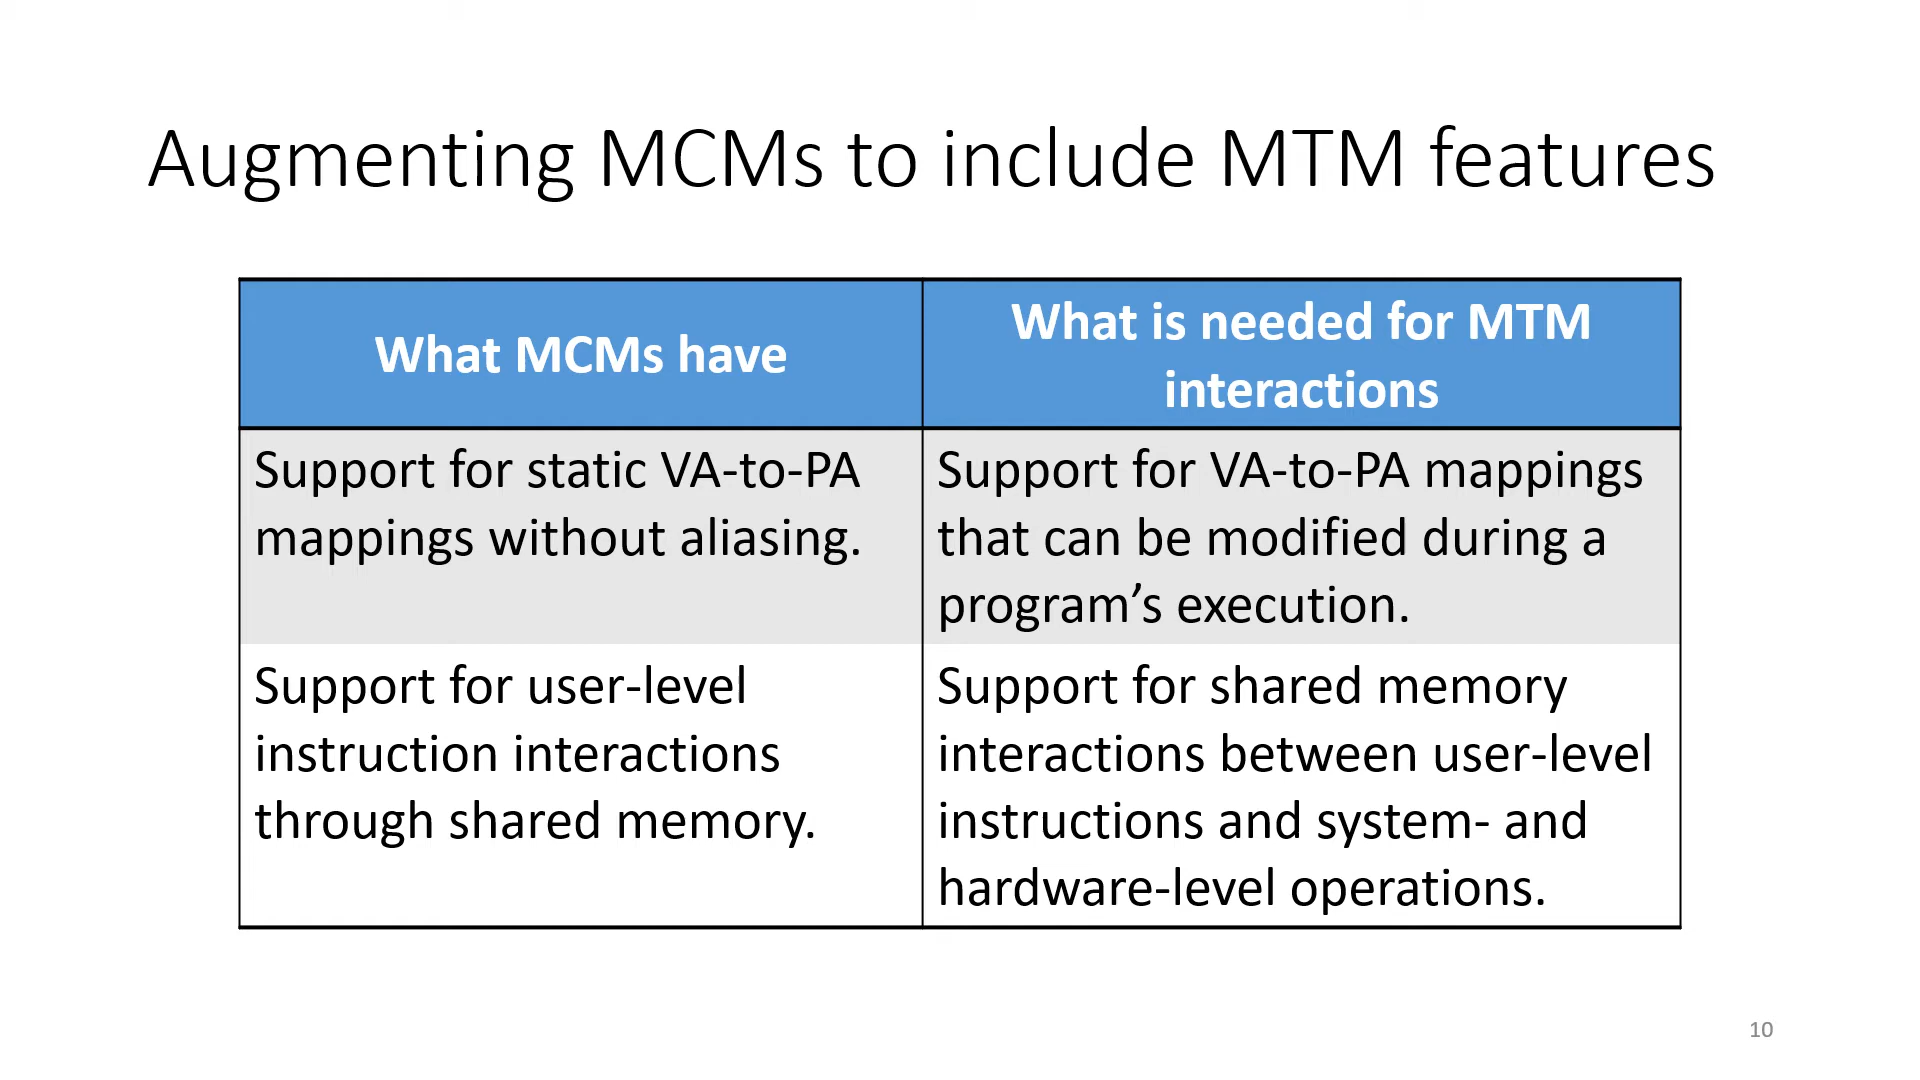 Augmenting MCMs to include MTM features
What MCMs have
What is needed for MTM
interactions
Support for static VA-to-PA
mappings without aliasing.
Support for VA-to-PA mappings
that can be modified during a
program’s execution.
Support for user-level
instruction interactions
through shared memory.
Support for shared memory
interactions between user-level
instructions and system- and
hardware-level operations.
10